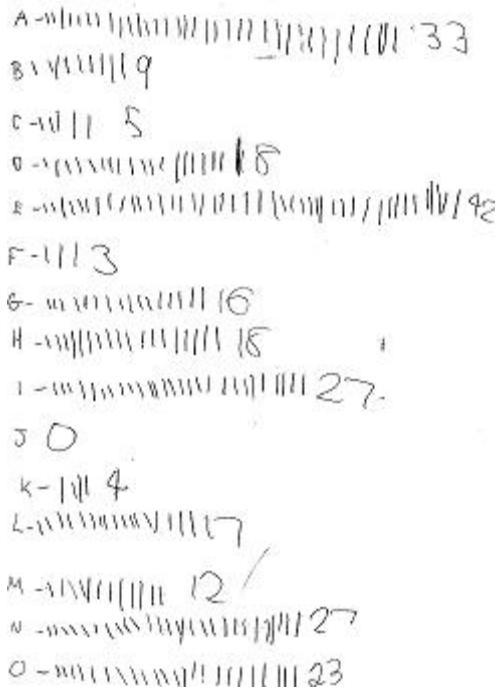 A- 33
B 9
C- 5
D- 18
E- 42
F- 3
G- 16
H- 18
I- 27
J 0
K- 4
L- 17
M- 12
N- 27
O- 23